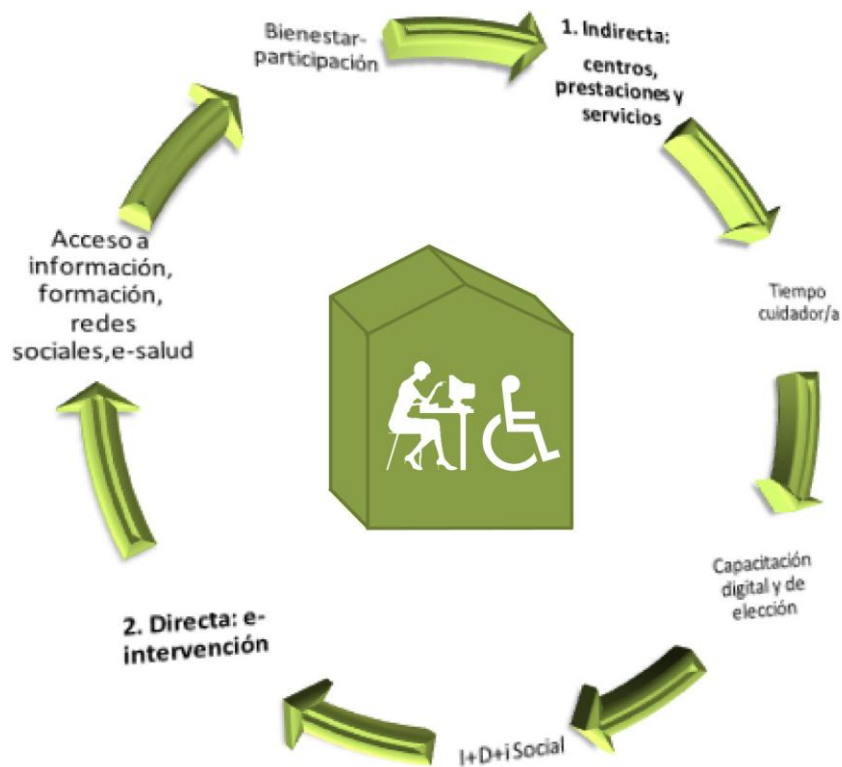 Bienestar-
participación
1. Indirecta:
centros,
prestaciones y
servicios
Tiempo
cuidador/a
Capacitación
digital y de
elección
I+D+i Social
2. Directa: e-
intervención
Acceso a
información,
formación,
redes
sociales,e-salud